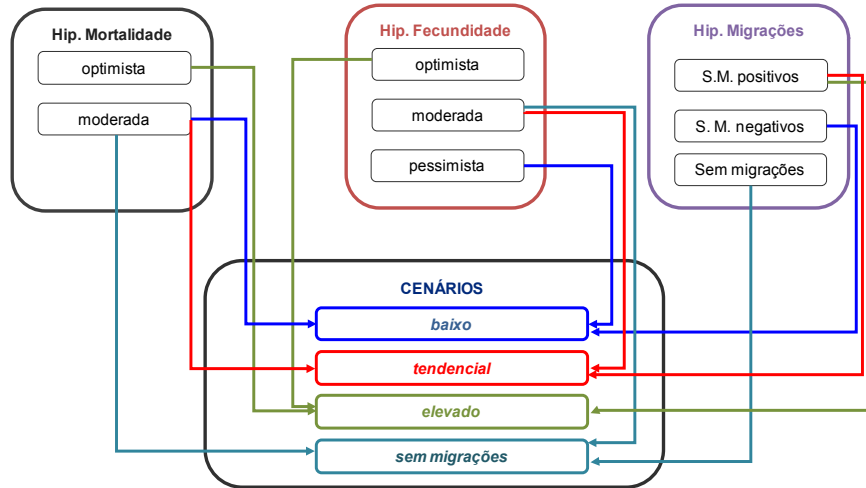 Hip. Mortalidade
optimista
moderada
Hip. Fecundidade
optimista
moderada
pessimista
Hip. Migrações
S.M. positivos
S. M. negativos
Sem migrações
CENÁRIOS
baixo
tendencial
elevado
sem migrações